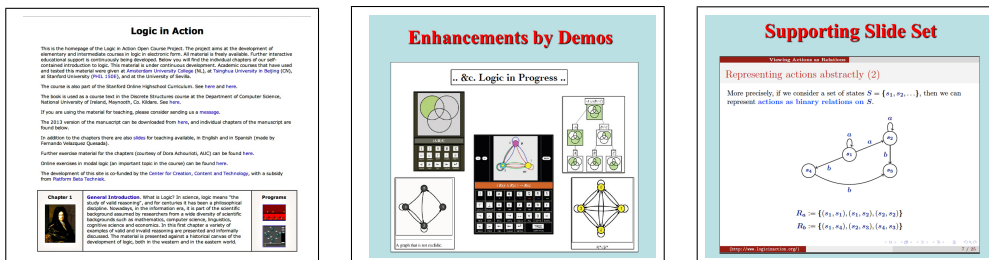 Logic in Action
This is the homepage of the Logic in Action Open Course Project. The project aims at the development of
elementary and intermediate courses in logic in electronic form. All material is freely available. Further interactive
educational support is continuously being developed. Below you will find the individual chapters of our self-
contained introduction to logic. This material is under continuous development. Academic courses that have used
and tested this material were given at Amsterdam University College (NL), at Tsinghua University in Beijing (CN),
at Stanford University (PHIL 150E), and at the University of Sevilla.
The course is also part of the Stanford Online Highschool Curriculum. See here and here.
The book is used as a course text in the Discrete Structures course at the Department of Computer Science,
National University of Ireland, Maynooth, Co. Kildare. See here.
If you are using the material for teaching, please consider sending us a message.
The 2013 version of the manuscript can be downloaded from here, and individual chapters of the manuscript are
found below.
In addition to the chapters there are also slides for teaching available, in English and in Spanish (made by
Fernando Velazquez Quesada).
Further exercise material for the chapters (courtesy of Dora Achourioti, AUC) can be found here.
Online exercises in modal logic (an important topic in the course) can be found here.
The development of this site is co-funded by the Center for Creation, Content and Technology, with a subsidy
from Platform Beta Techniek.
Chapter 1
General Introduction. What is Logic? In science, logic means "the
study of valid reasoning", and for centuries it has been a philosophical
discipline. Nowadays, in the information era, it is part of the scientific
background assumed by researchers from a wide diversity of scientific
backgrounds such as mathematics, computer science, linguistics,
cognitive science and economics. In this first chapter a variety of
examples of valid and invalid reasoning are presented and informally
discussed. The material is presented against a historical canvas of the
development of logic, both in the western and in the eastern world.
Programs
Enhancements by Demos
.. &c. Logic in Progress ..
A graph that is not euclidic.
Supporting Slide Set
Viewing Actions as Relations
Representing actions abstractly (2)
More precisely, if we consider a set of states S = {s₁, s₂, . . .}, then we can
represent actions as binary relations on S.
a
a
s₂
a
s₁
b
s₄
b
s₃
b
Rₐ := {(s₁, s₁), (s₁, s₂), (s₂, s₂)}
R_b := {(s₁, s₄), (s₂, s₃), (s₄, s₃)}
(http://www.logicinaction.org/)
7 / 95